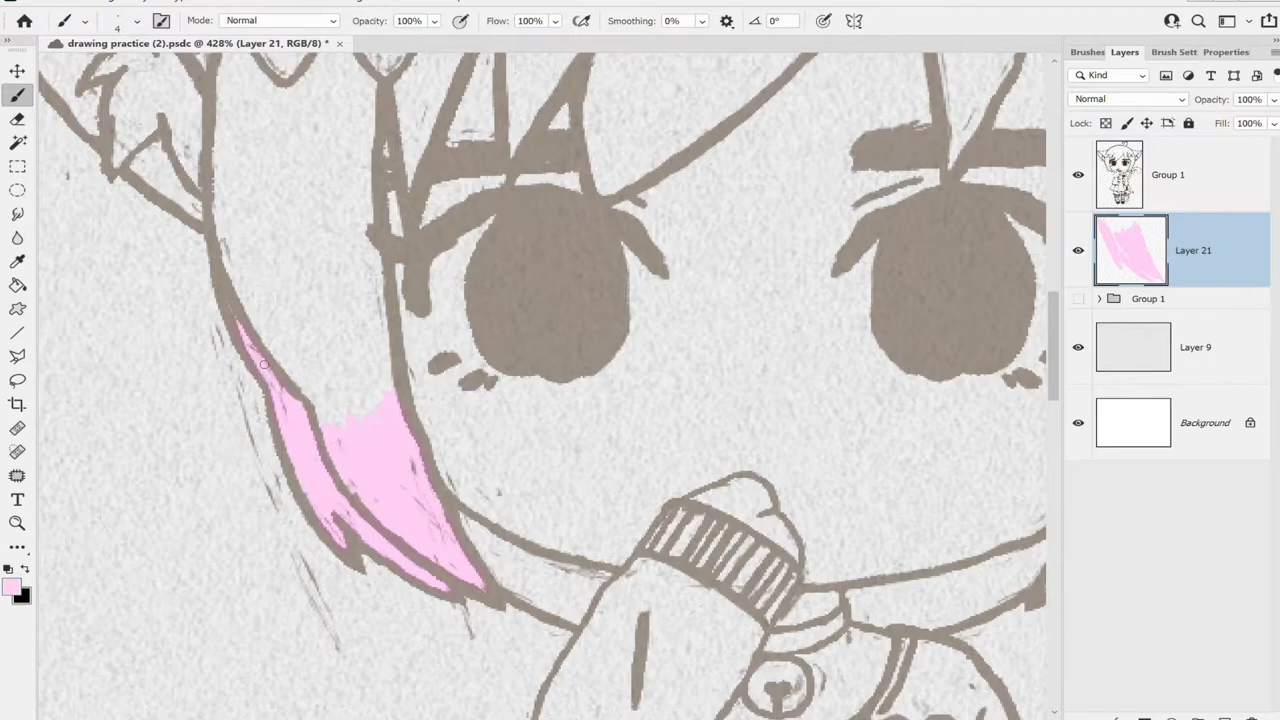 Mode: Normal Opacity: 100% Flow: 100% Smoothing: 0% 0°
4
drawing practice (2).psdc @ 428% (Layer 21, RGB/8) *
Brushes Layers Brush Sett Properties
Kind
Normal Opacity: 100%
Lock: Fill: 100%
Group 1
Layer 21
Group 1
Layer 9
Background